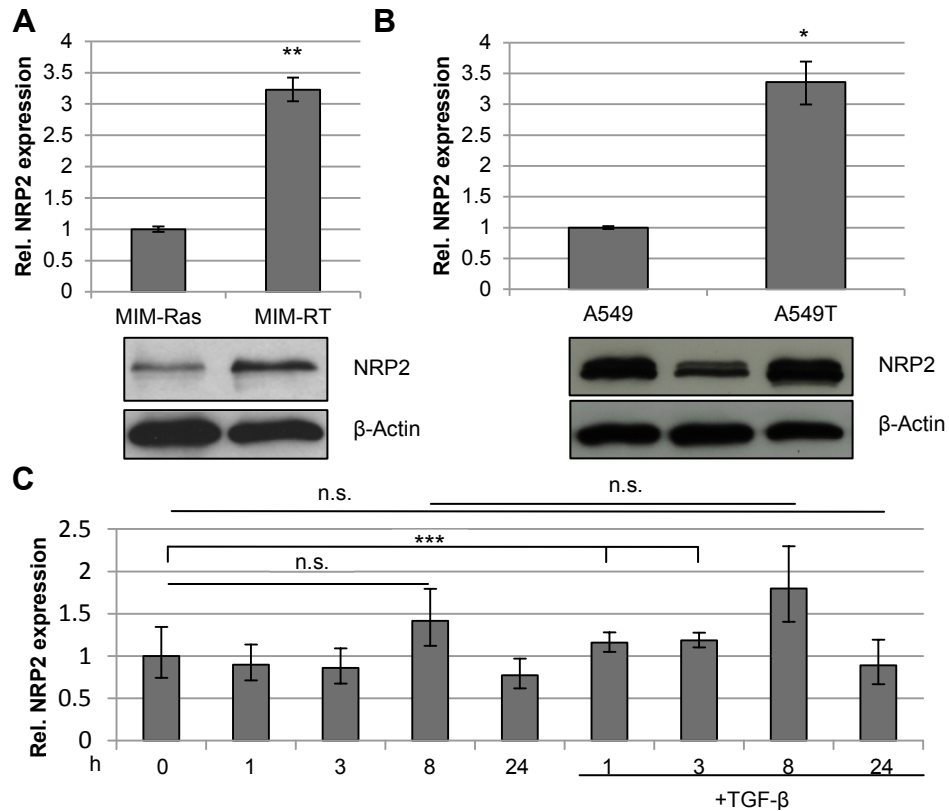 A
Rel. NRP2 expression
4
3.5
3
2.5
2
1.5
1
0.5
0
**
MIM-Ras MIM-RT
NRP2
β-Actin
B
Rel. NRP2 expression
4
3.5
3
2.5
2
1.5
1
0.5
0
*
A549 A549T
NRP2
β-Actin
C
Rel. NRP2 expression
2.5
2
1.5
1
0.5
0
n.s. n.s.
***
n.s.
h 0 1 3 8 24 1 3 8 24
+TGF-β